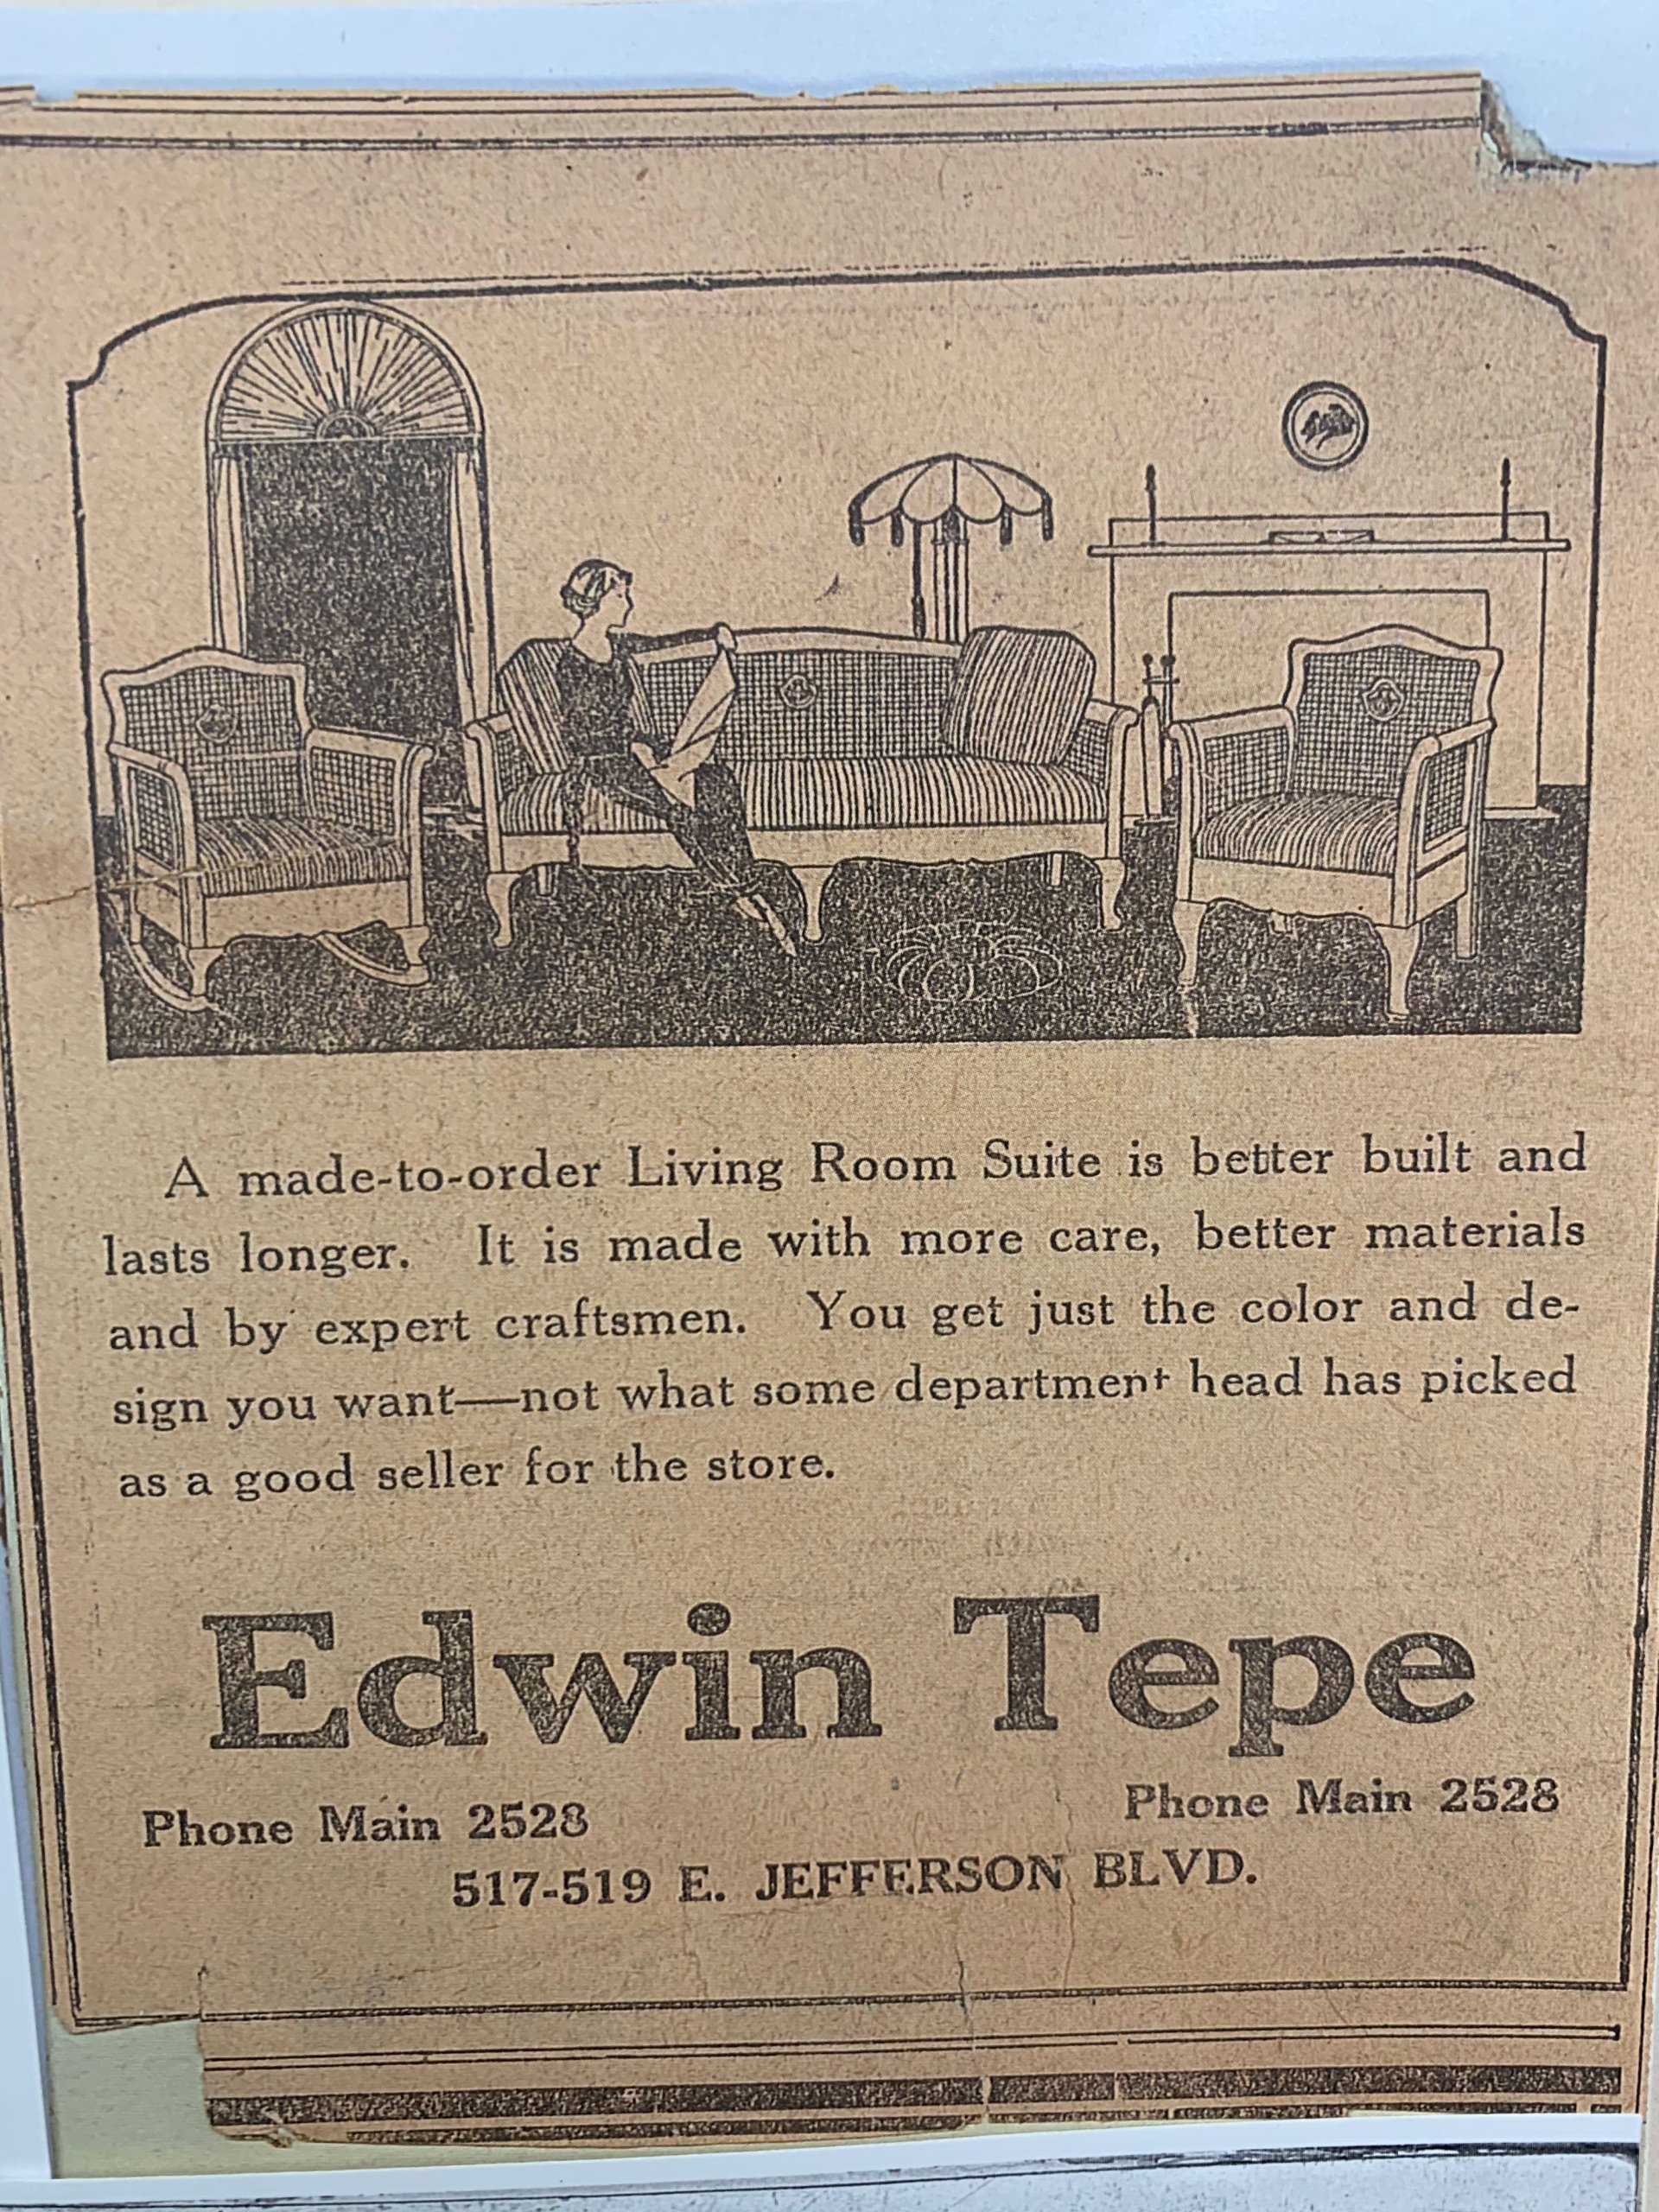 A made-to-order Living Room Suite is better built and
lasts longer. It is made with more care, better materials
and by expert craftsmen. You get just the color and de-
sign you want—not what some department head has picked
as a good seller for the store.
Edwin Tepe
Phone Main 2528 Phone Main 2528
517-519 E. JEFFERSON BLVD.